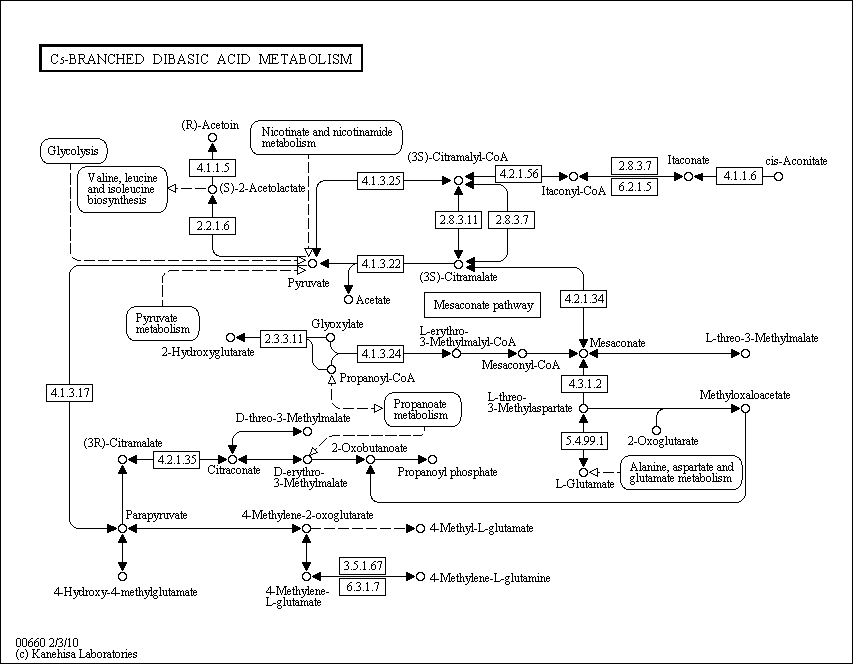 C5-BRANCHED DIBASIC ACID METABOLISM
(R)-Acetoin
Nicotinate and nicotinamide
metabolism
Glycolysis
4.1.1.5
Valine, leucine
and isoleucine
biosynthesis
(S)-2-Acetolactate
2.2.1.6
(3S)-Citramalyl-CoA
4.1.3.25
4.2.1.56
Itaconyl-CoA
2.8.3.7
6.2.1.5
Itaconate
4.1.1.6
cis-Aconitate
2.8.3.11
2.8.3.7
4.1.3.22
Pyruvate
(3S)-Citramalate
Acetate
Mesaconate pathway
4.2.1.34
Pyruvate
metabolism
2.3.3.11
2-Hydroxyglutarate
Glyoxylate
4.1.3.24
Propanoyl-CoA
L-erythro-
3-Methylmalyl-CoA
Mesaconyl-CoA
Mesaconate
L-threo-3-Methylmalate
4.1.3.17
4.3.1.2
L-threo-
3-Methylaspartate
Methyloxaloacetate
Propanoate
metabolism
D-threo-3-Methylmalate
5.4.99.1
2-Oxoglutarate
(3R)-Citramalate
4.2.1.35
Citraconate
D-erythro-
3-Methylmalate
2-Oxobutanoate
Propanoyl phosphate
L-Glutamate
Alanine, aspartate and
glutamate metabolism
Parapyruvate
4-Methylene-2-oxoglutarate
4-Methyl-L-glutamate
4-Hydroxy-4-methylglutamate
4-Methylene-
L-glutamate
3.5.1.67
6.3.1.7
4-Methylene-L-glutamine
00660 2/3/10
(c) Kanehisa Laboratories